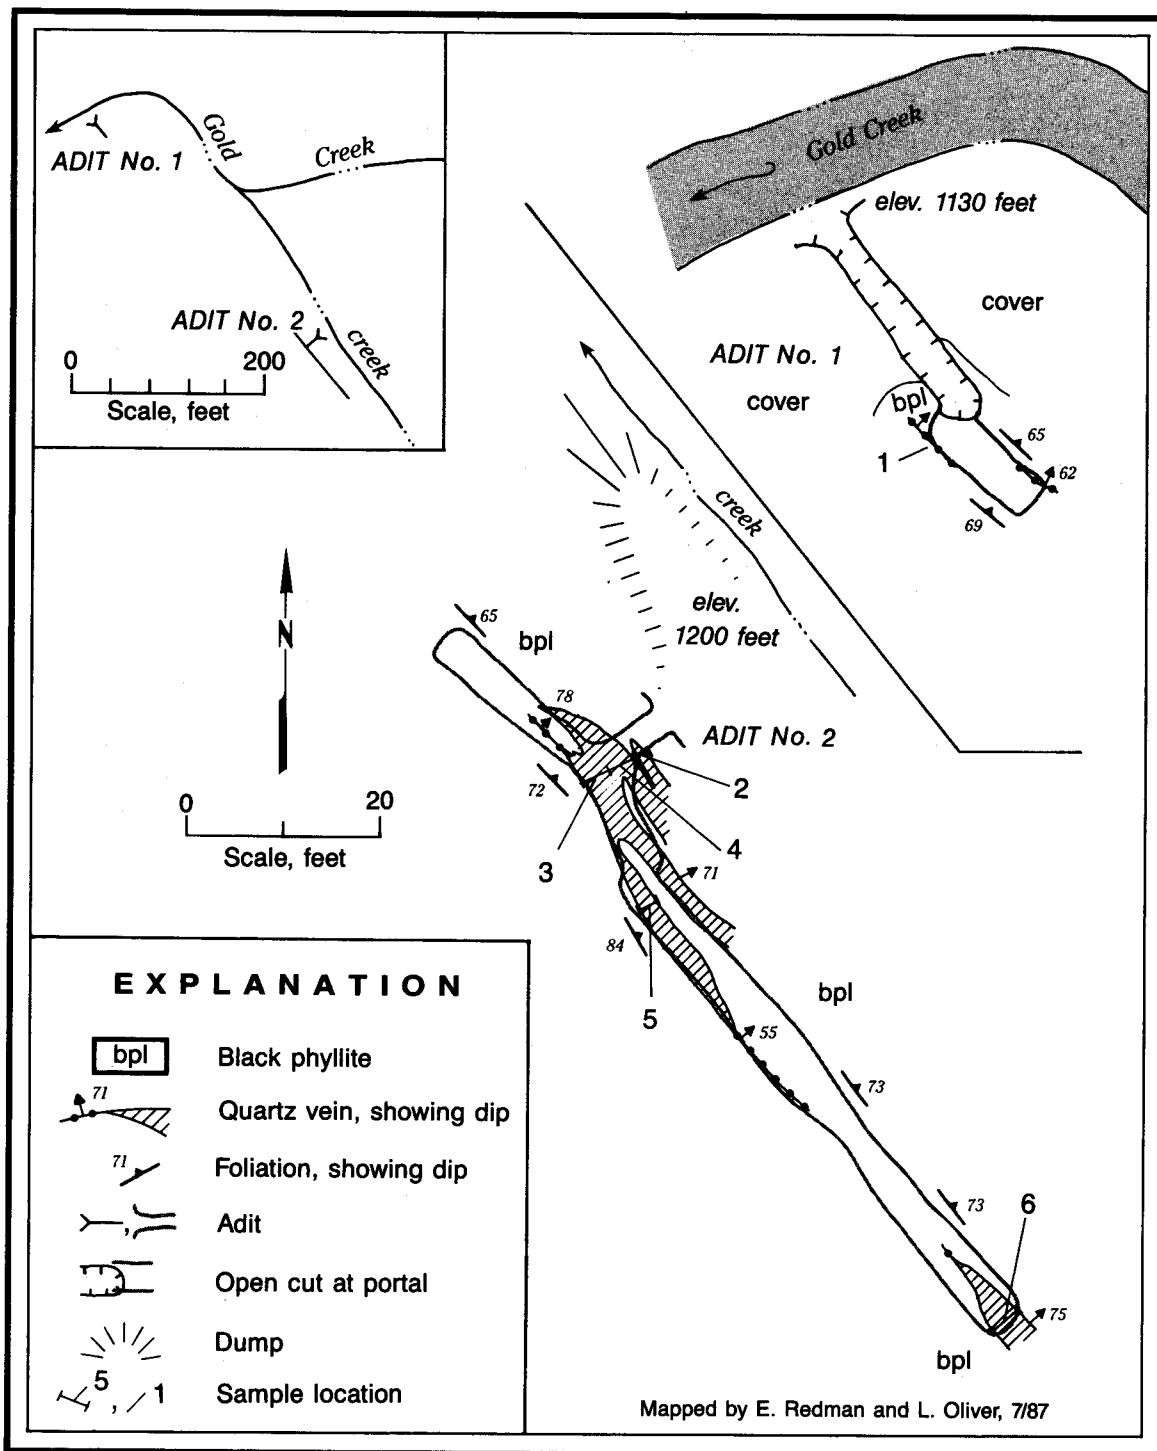 Gold
Creek
ADIT No. 1
ADIT No. 2
creek
0 200
Scale, feet
Gold Creek
elev. 1130 feet
cover
ADIT No. 1
cover
bpl
1
65
62
69
creek
elev.
1200 feet
N
0 20
Scale, feet
65
bpl
78
ADIT No. 2
72
2
3
4
71
84
5
bpl
55
73
73
6
75
bpl
EXPLANATION
bpl Black phyllite
71 Quartz vein, showing dip
71 Foliation, showing dip
, Adit
Open cut at portal
Dump
5 , 1 Sample location
Mapped by E. Redman and L. Oliver, 7/87